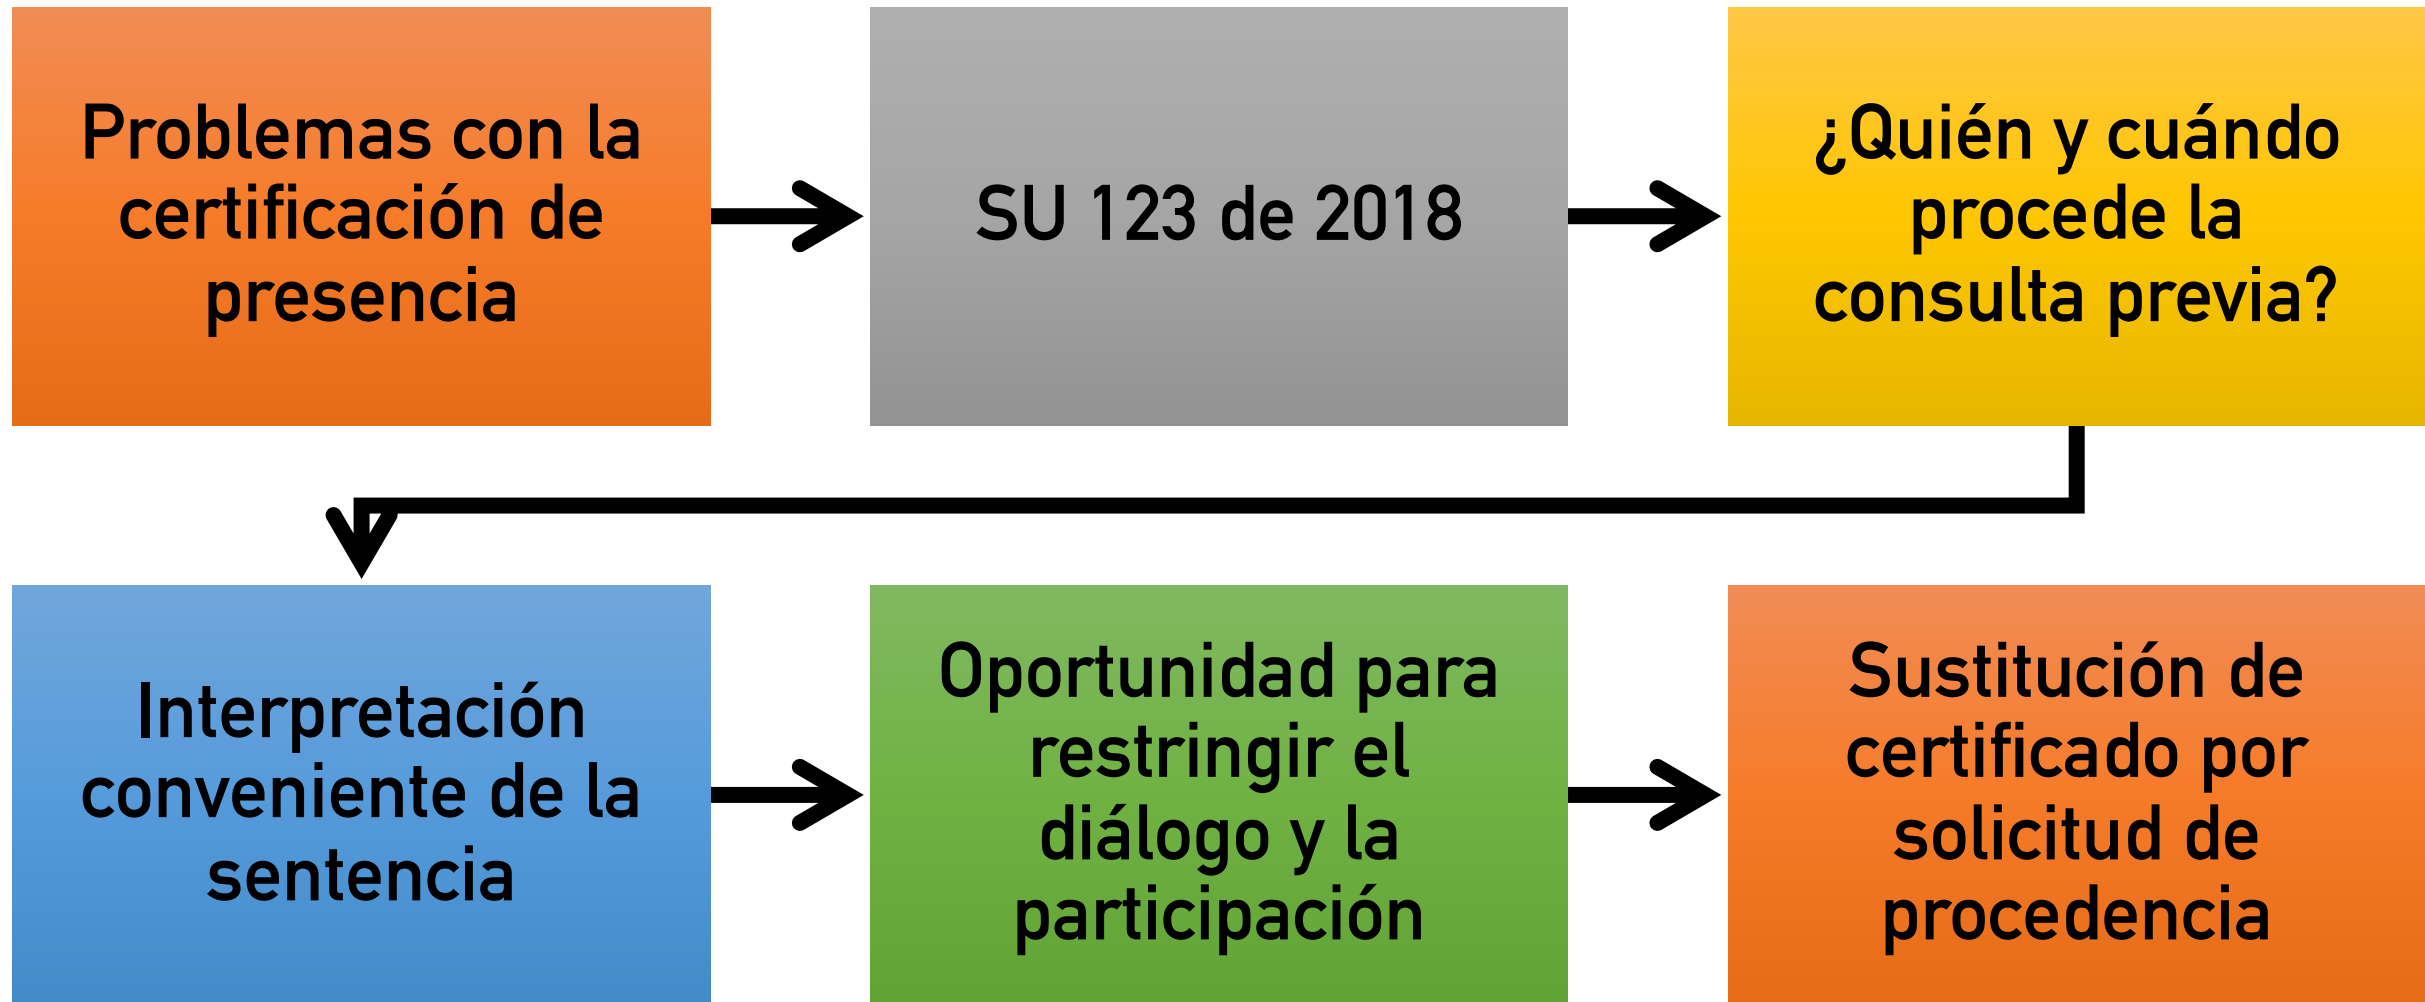 Problemas con la
certificación de
presencia
SU 123 de 2018
¿Quién y cuándo
procede la
consulta previa?
Interpretación
conveniente de la
sentencia
Oportunidad para
restringir el
diálogo y la
participación
Sustitución de
certificado por
solicitud de
procedencia